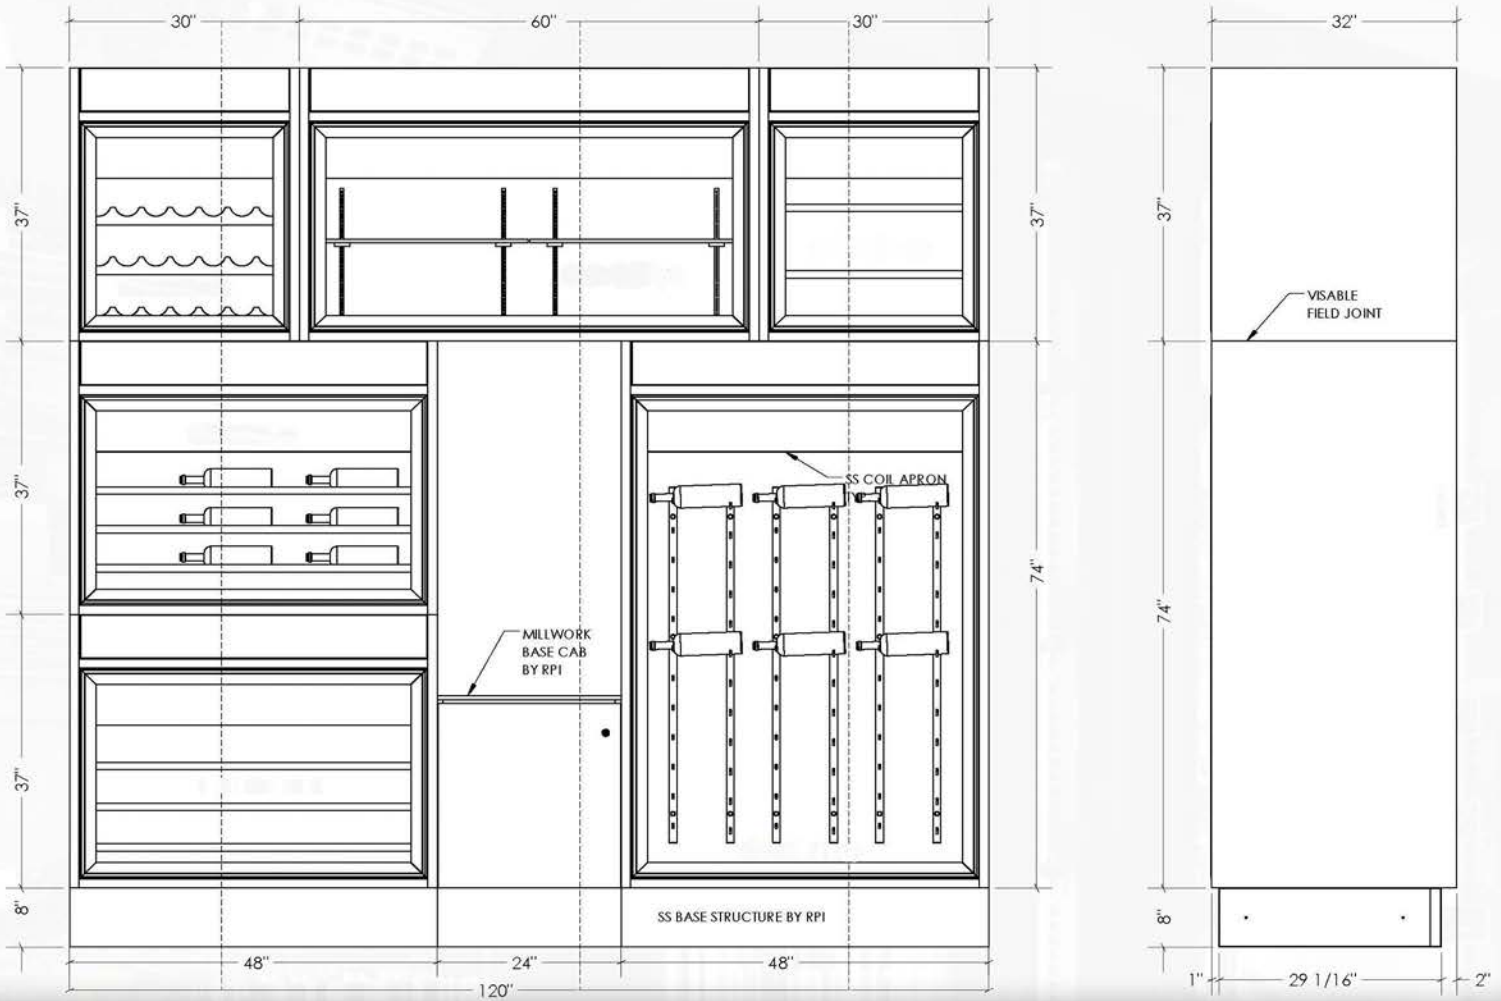 30"
60"
30"
32"
37"
37"
37"
VISABLE
FIELD JOINT
37"
SS COIL APRON
74"
74"
MILLWORK
BASE CAB
BY RPI
37"
8"
SS BASE STRUCTURE BY RPI
8"
48"
24"
48"
120"
1"
29 1/16"
2"